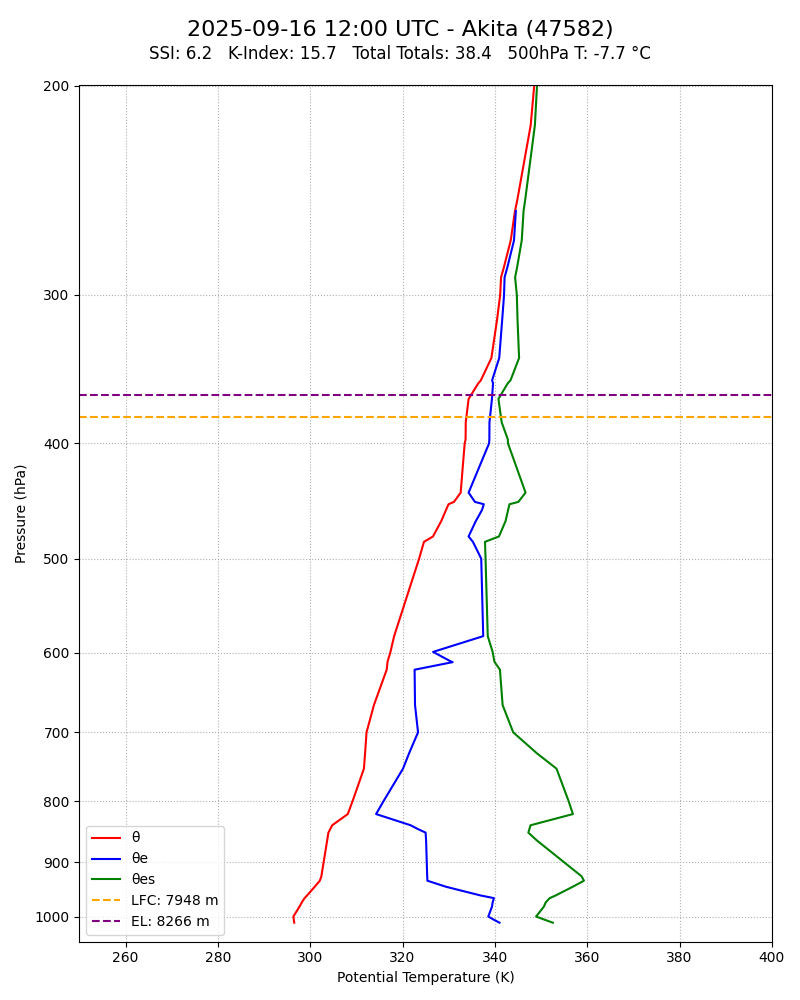 2025-09-16 12:00 UTC - Akita (47582)
SSI: 6.2 K-Index: 15.7 Total Totals: 38.4 500hPa T: -7.7 °C
200
300
400
500
600
700
800
900
1000
Pressure (hPa)
θ
θe
θes
LFC: 7948 m
EL: 8266 m
260 280 300 320 340 360 380 400
Potential Temperature (K)